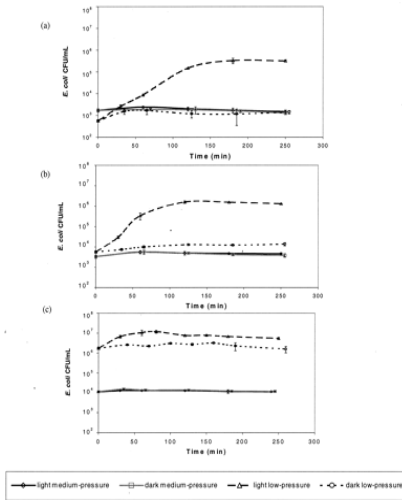 (a)
E. coli CFU/mL
10⁸
10⁷
10⁶
10⁵
10⁴
10³
10²
0 50 100 150 200 250 300
Time (min)
(b)
E. coli CFU/mL
10⁸
10⁷
10⁶
10⁵
10⁴
10³
10²
0 50 100 150 200 250 300
Time (min)
(c)
E. coli CFU/mL
10⁸
10⁷
10⁶
10⁵
10⁴
10³
10²
0 50 100 150 200 250 300
Time (min)
light medium-pressure dark medium-pressure light low-pressure dark low-pressure